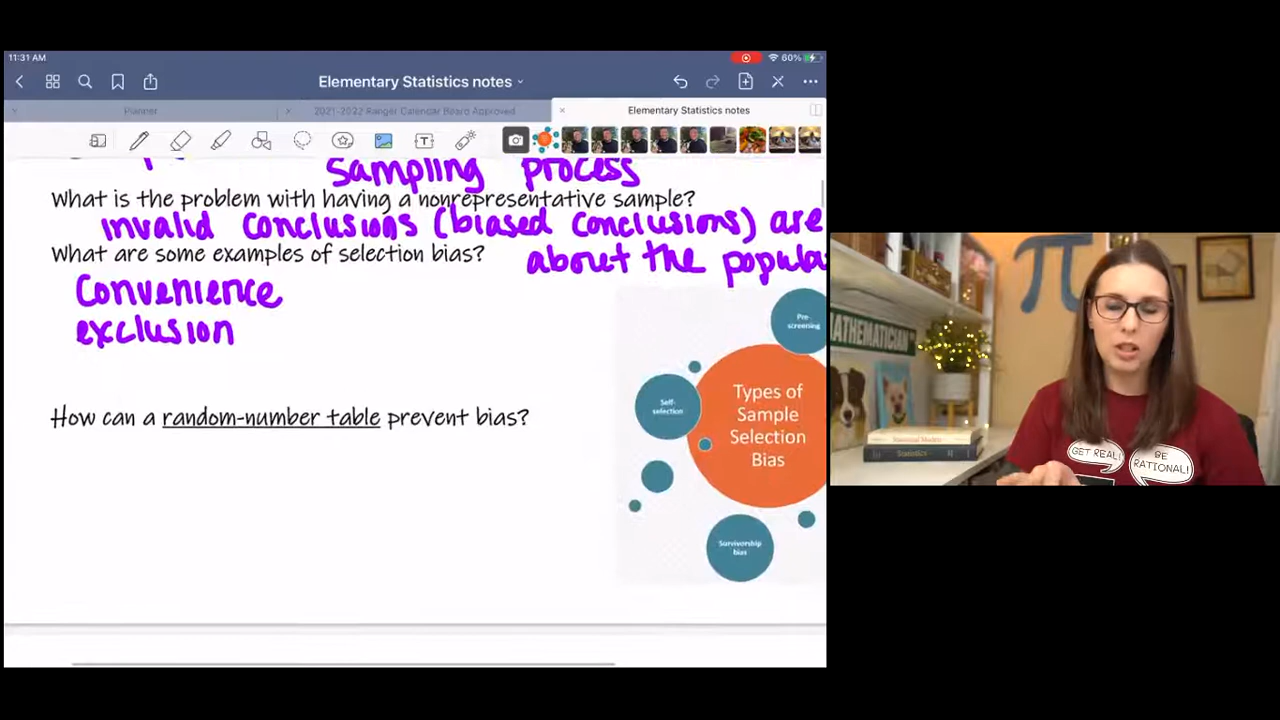 11:31 AM
60%
Elementary Statistics notes
Planner
2021-2022 Ranger Calendar Board Approved
Elementary Statistics notes
Sampling process
What is the problem with having a nonrepresentative sample?
invalid conclusions (biased conclusions) are
What are some examples of selection bias?
about the popula
Convenience
exclusion
Pre-
screening
Self-
selection
Types of
Sample
Selection
Bias
How can a random-number table prevent bias?
Survivorship
bias
MATHEMATICIAN
Statistics
GET REAL!
BE
RATIONAL!